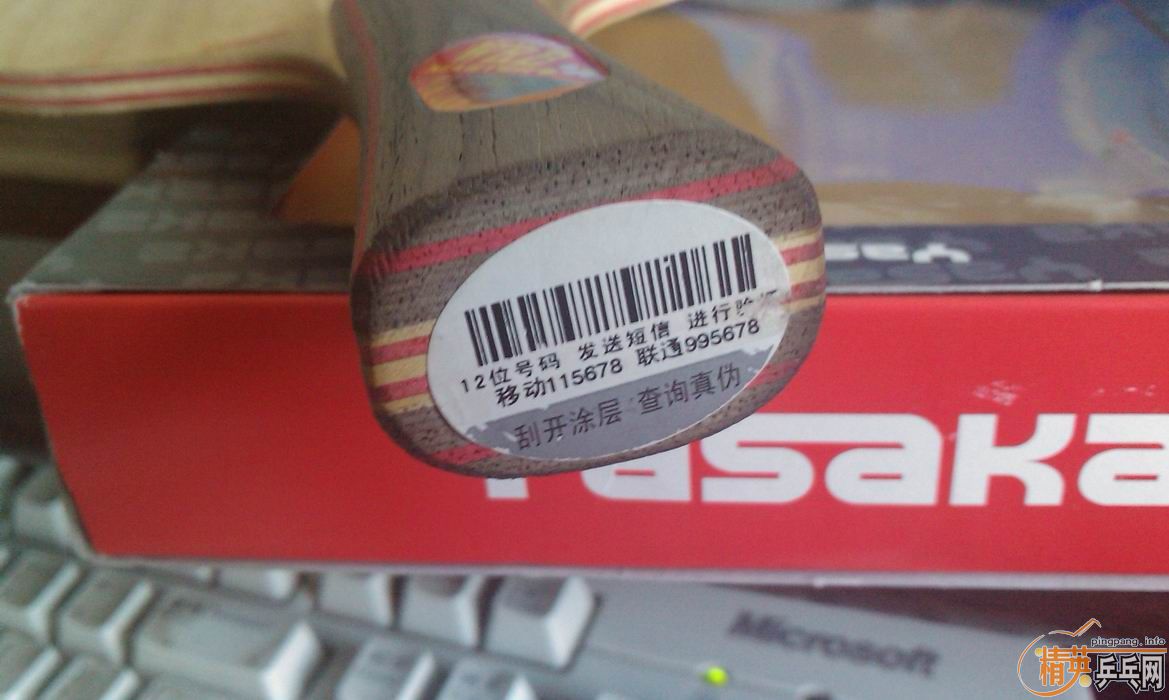 12位号码 发送短信 进行验
移动115678 联通995678
刮开涂层 查询真伪
Yasaka
Microsoft
pingpang.info
精英乒乓网